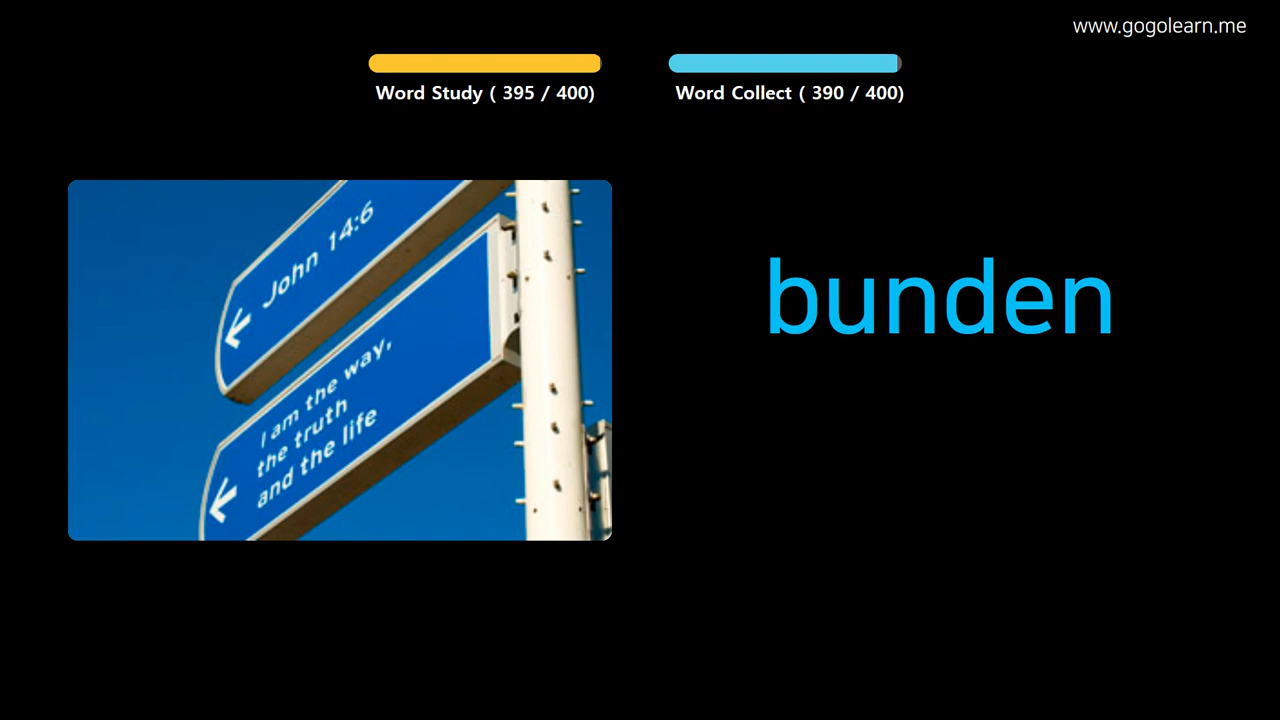 www.gogolearn.me
Word Study ( 395 / 400)
Word Collect ( 390 / 400)
John 14:6
I am the way,
the truth
and the life
bunden